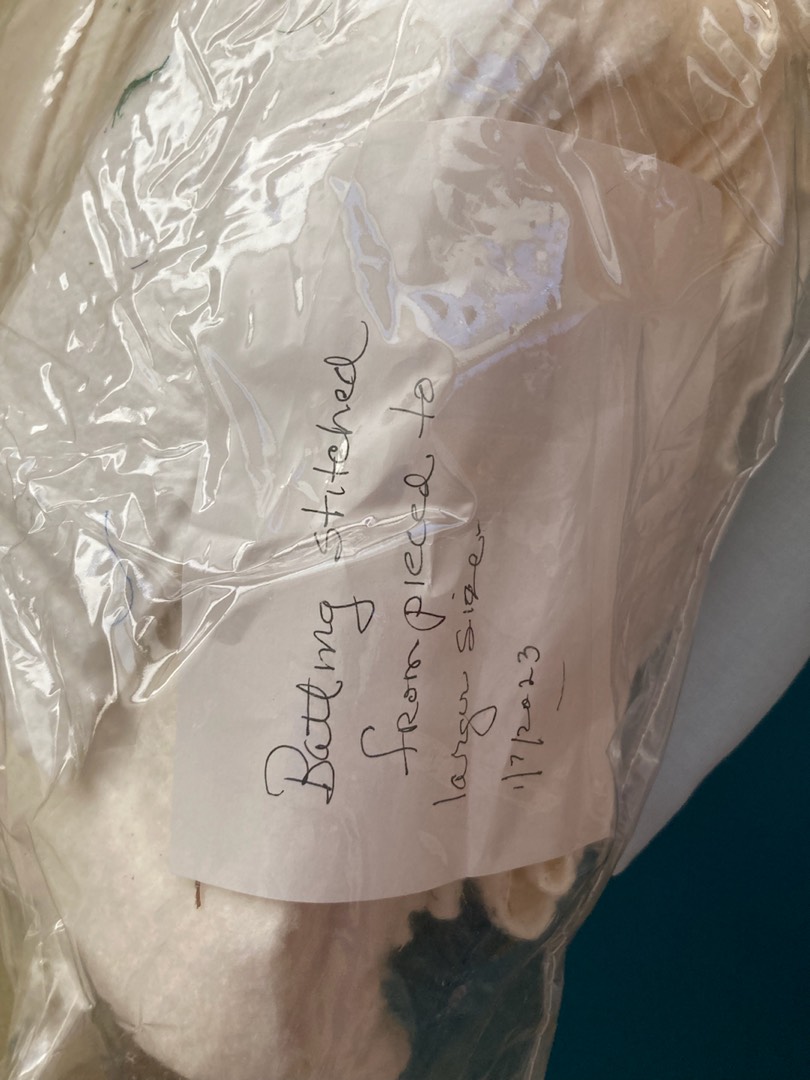 Batting stitched
from pieced to
larger size
1/7/2023